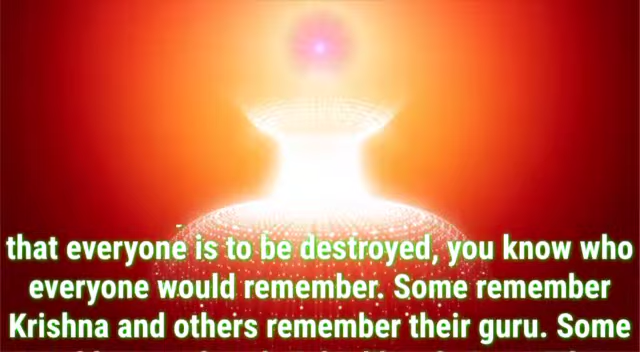 that everyone is to be destroyed, you know who
everyone would remember. Some remember
Krishna and others remember their guru. Some